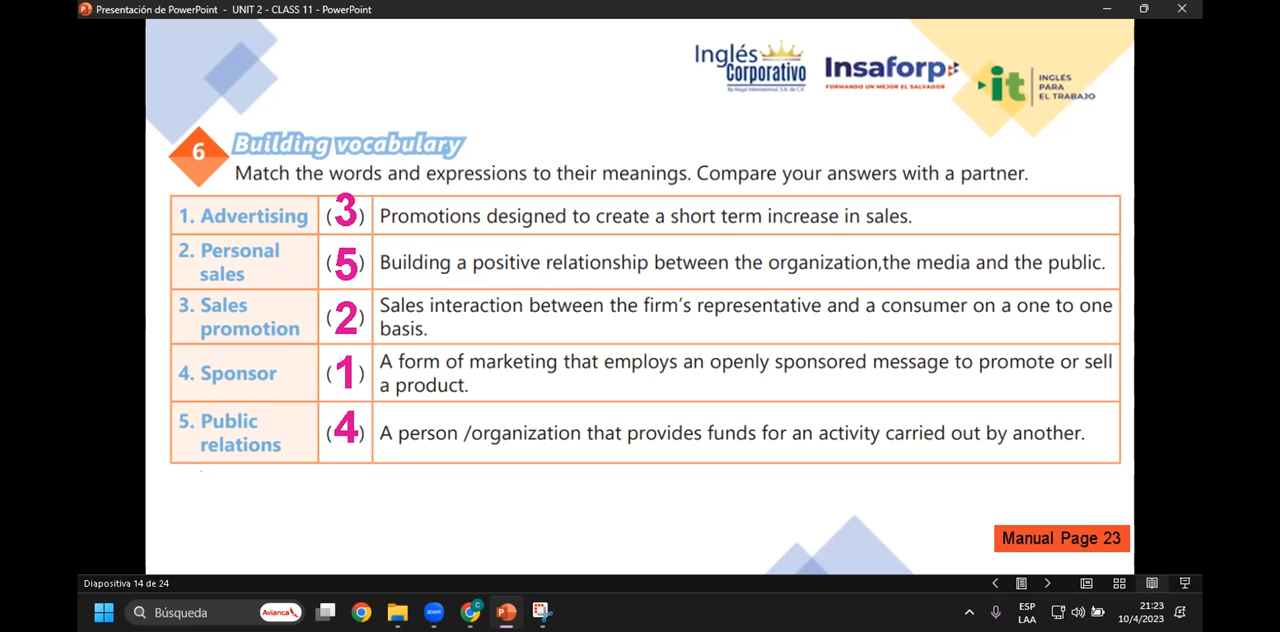 Presentación de PowerPoint - UNIT 2 - CLASS 11 - PowerPoint
Inglés
Corporativo
Insaforp
FORMANDO UN MEJOR EL SALVADOR
it
INGLÉS
PARA
EL TRABAJO
6
Building vocabulary
Match the words and expressions to their meanings. Compare your answers with a partner.
1. Advertising (3) Promotions designed to create a short term increase in sales.
2. Personal
sales
(5) Building a positive relationship between the organization,the media and the public.
3. Sales
promotion
(2) Sales interaction between the firm's representative and a consumer on a one to one
basis.
4. Sponsor (1) A form of marketing that employs an openly sponsored message to promote or sell
a product.
5. Public
relations
(4) A person /organization that provides funds for an activity carried out by another.
Manual Page 23
Diapositiva 14 de 24
Búsqueda
Avianca
zoom
ESP
LAA
21:23
10/4/2023